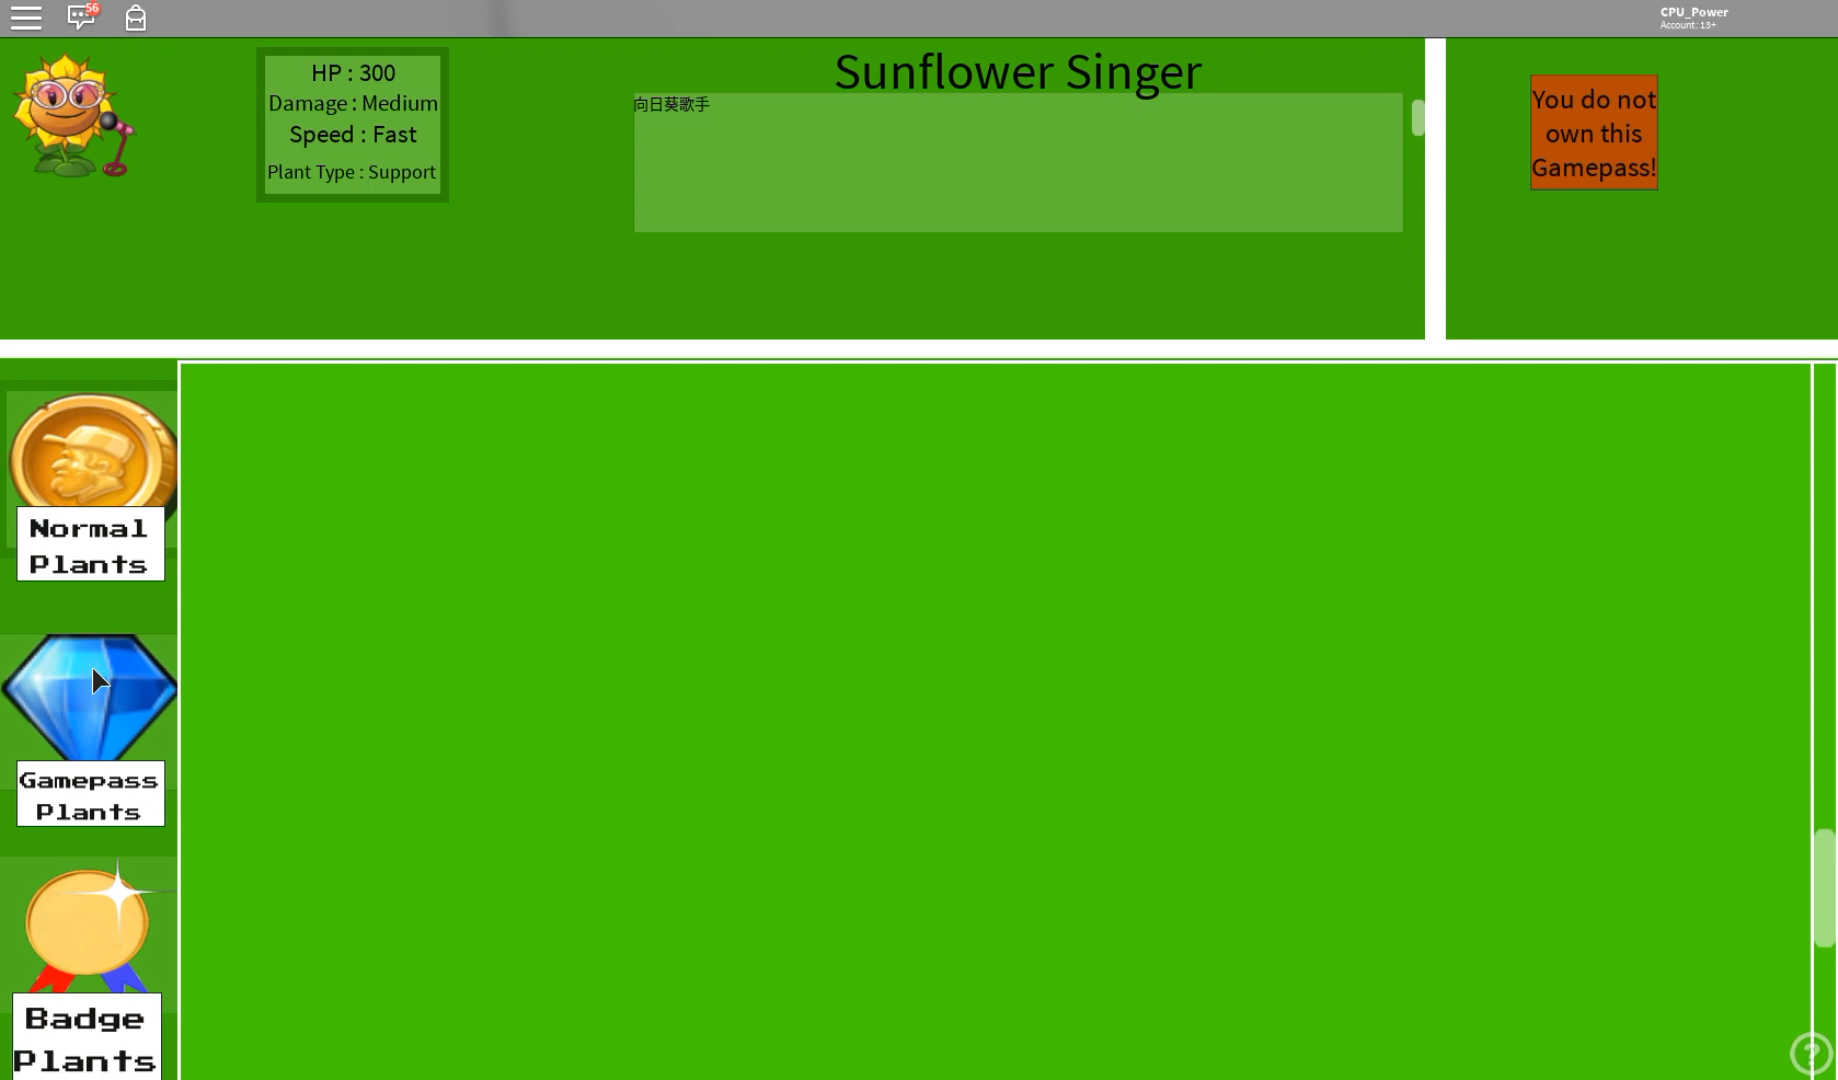 56
CPU_Power
Account: 13+
HP : 300
Damage : Medium
Speed : Fast
Plant Type : Support
Sunflower Singer
向日葵歌手
You do not
own this
Gamepass!
Normal
Plants
Gamepass
Plants
Badge
Plants
?